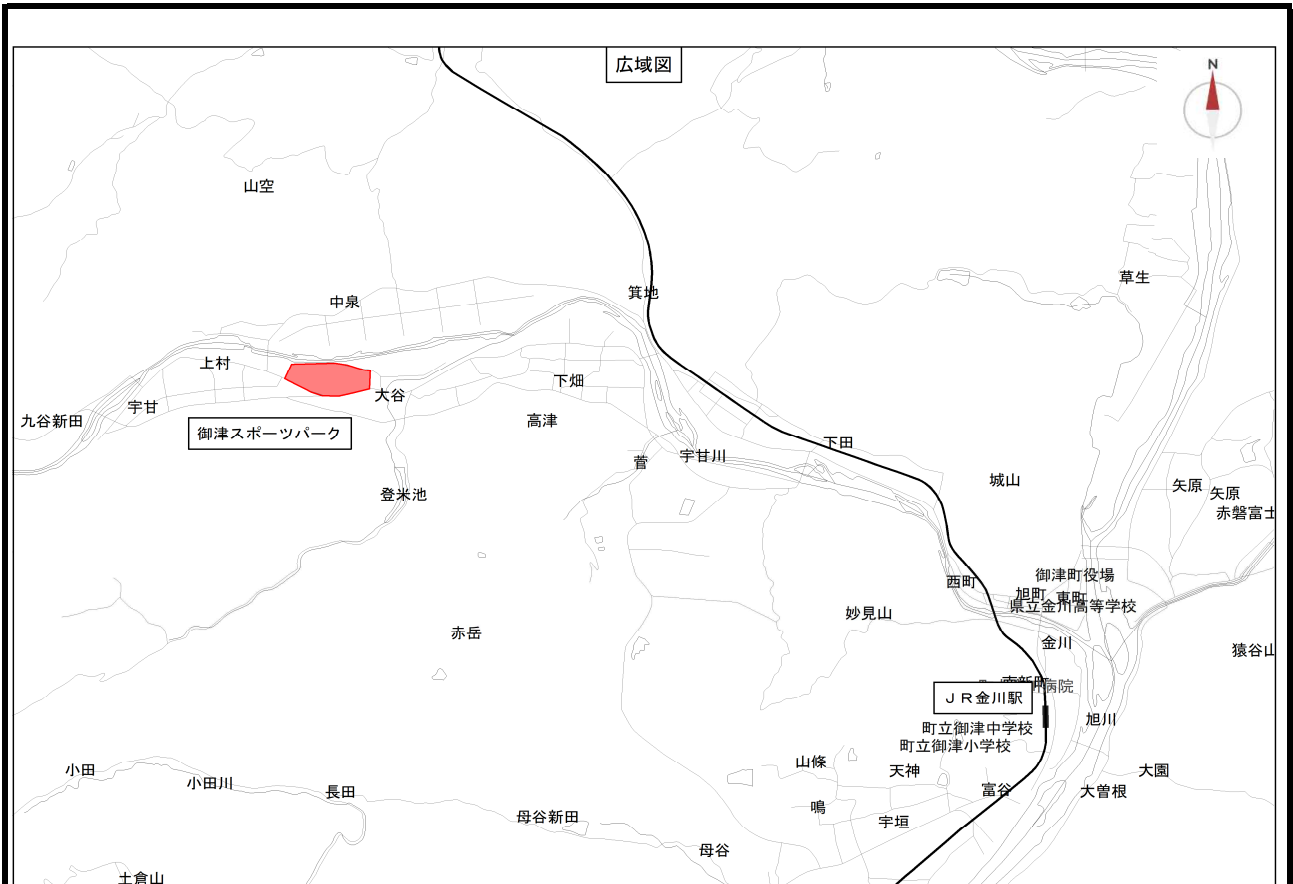 広域図
N
山空
草生
箕地
中泉
上村
下畑
大谷
宇甘
九谷新田
高津
御津スポーツパーク
下田
宇甘川
菅
城山
矢原
矢原
登米池
赤磐富士
御津町役場
西町
旭町
東町
県立金川高等学校
妙見山
赤岳
金川
猿谷山
南新町
病院
ＪＲ金川駅
旭川
町立御津中学校
町立御津小学校
山條
小田
天神
大園
小田川
富谷
長田
大曽根
鳴
母谷新田
宇垣
母谷
土倉山